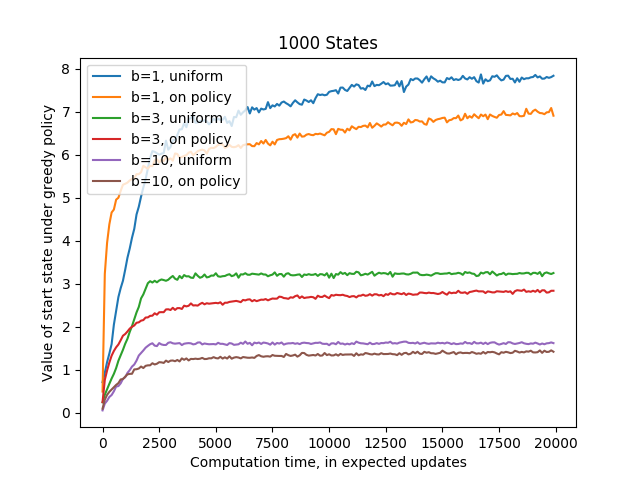 1000 States
Value of start state under greedy policy
8
7
6
5
4
3
2
1
0
b=1, uniform
b=1, on policy
b=3, uniform
b=3, on policy
b=10, uniform
b=10, on policy
0 2500 5000 7500 10000 12500 15000 17500 20000
Computation time, in expected updates